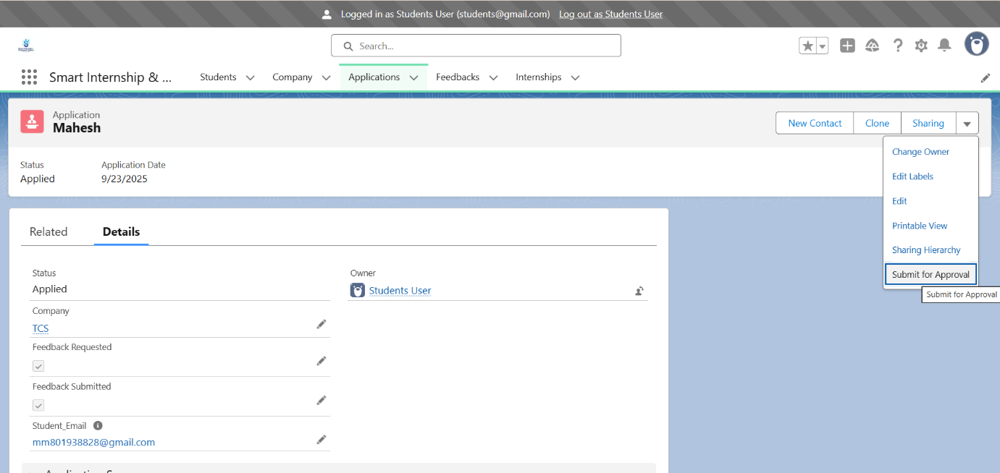 Logged in as Students User (students@gmail.com) Log out as Students User
Search...
Smart Internship & ... Students Company Applications Feedbacks Internships
Application
Mahesh
New Contact Clone Sharing
Change Owner
Edit Labels
Edit
Printable View
Sharing Hierarchy
Submit for Approval
Submit for Approval
Status Application Date
Applied 9/23/2025
Related Details
Status Owner
Applied Students User
Company
TCS
Feedback Requested
Feedback Submitted
Student_Email
mm801938828@gmail.com